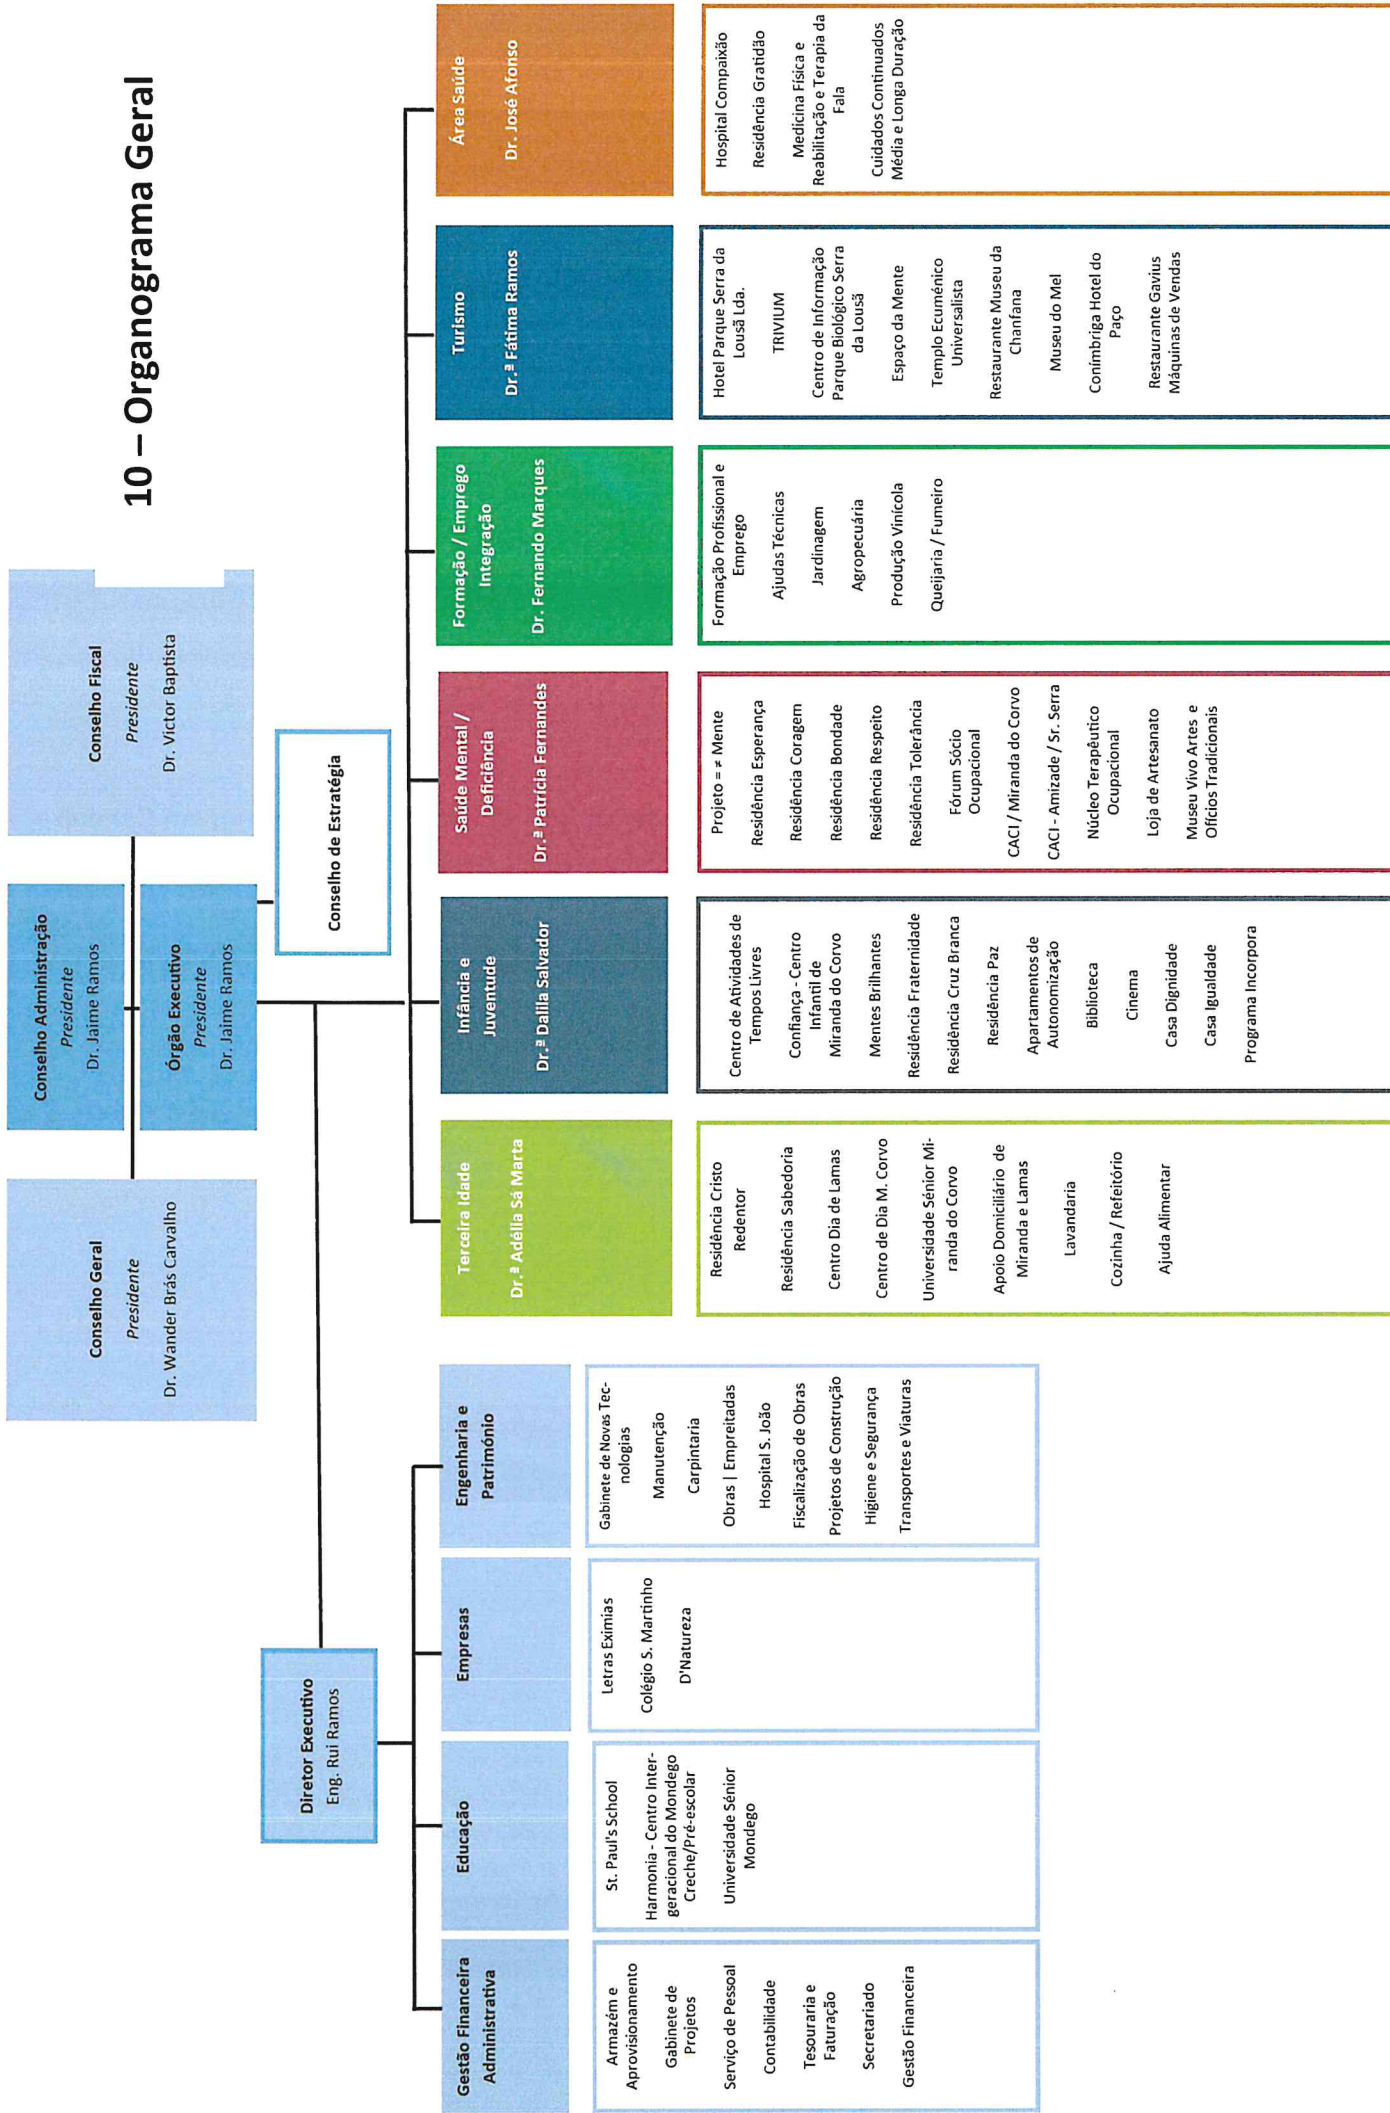 10 – Organograma Geral
Conselho Geral
Presidente
Dr. Wander Brás Carvalho
Conselho Administração
Presidente
Dr. Jaime Ramos
Órgão Executivo
Presidente
Dr. Jaime Ramos
Conselho Fiscal
Presidente
Dr. Victor Baptista
Conselho de Estratégia
Diretor Executivo
Eng. Rui Ramos
Gestão Financeira
Administrativa
Armazém e
Aprovisionamento
Gabinete de
Projetos
Serviço de Pessoal
Contabilidade
Tesouraria e
Faturação
Secretariado
Gestão Financeira
Educação
St. Paul's School
Harmonia - Centro Inter-
geracional do Mondego
Creche/Pré-escolar
Universidade Sénior
Mondego
Empresas
Letras Exímias
Colégio S. Martinho
D'Natureza
Engenharia e
Património
Gabinete de Novas Tec-
nologias
Manutenção
Carpintaria
Obras | Empreitadas
Hospital S. João
Fiscalização de Obras
Projetos de Construção
Higiene e Segurança
Transportes e Viaturas
Terceira Idade
Dr.ª Adélia Sá Marta
Residência Cristo
Redentor
Residência Sabedoria
Centro Dia de Lamas
Centro de Dia M. Corvo
Universidade Sénior Mi-
randa do Corvo
Apoio Domiciliário de
Miranda e Lamas
Lavandaria
Cozinha / Refeitório
Ajuda Alimentar
Infância e
Juventude
Dr.ª Dalila Salvador
Centro de Atividades de
Tempos Livres
Confiança - Centro
Infantil de
Miranda do Corvo
Mentes Brilhantes
Residência Fraternidade
Residência Cruz Branca
Residência Paz
Apartamentos de
Autonomização
Biblioteca
Cinema
Casa Dignidade
Casa Igualdade
Programa Incorpora
Saúde Mental /
Deficiência
Dr.ª Patrícia Fernandes
Projeto = ≠ Mente
Residência Esperança
Residência Coragem
Residência Bondade
Residência Respeito
Residência Tolerância
Fórum Sócio
Ocupacional
CACI / Miranda do Corvo
CACI - Amizade / Sr. Serra
Núcleo Terapêutico
Ocupacional
Loja de Artesanato
Museu Vivo Artes e
Ofícios Tradicionais
Formação / Emprego
Integração
Dr. Fernando Marques
Formação Profissional e
Emprego
Ajudas Técnicas
Jardinagem
Agropecuária
Produção Vinícola
Queijaria / Fumeiro
Turismo
Dr.ª Fátima Ramos
Hotel Parque Serra da
Lousã Lda.
TRIVIUM
Centro de Informação
Parque Biológico Serra
da Lousã
Espaço da Mente
Templo Ecuménico
Universalista
Restaurante Museu da
Chanfana
Museu do Mel
Conímbriga Hotel do
Paço
Restaurante Gavius
Máquinas de Vendas
Área Saúde
Dr. José Afonso
Hospital Compaixão
Residência Gratidão
Medicina Física e
Reabilitação e Terapia da
Fala
Cuidados Continuados
Média e Longa Duração